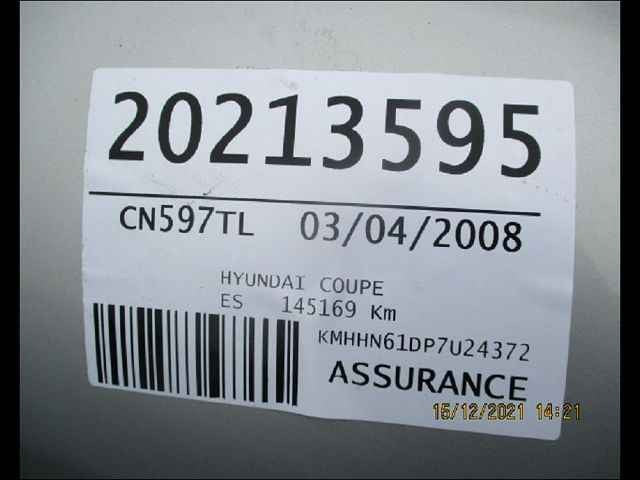 20213595
CN597TL 03/04/2008
HYUNDAI COUPE
ES 145169 Km
KMHHN61DP7U24372
ASSURANCE
15/12/2021 14:21